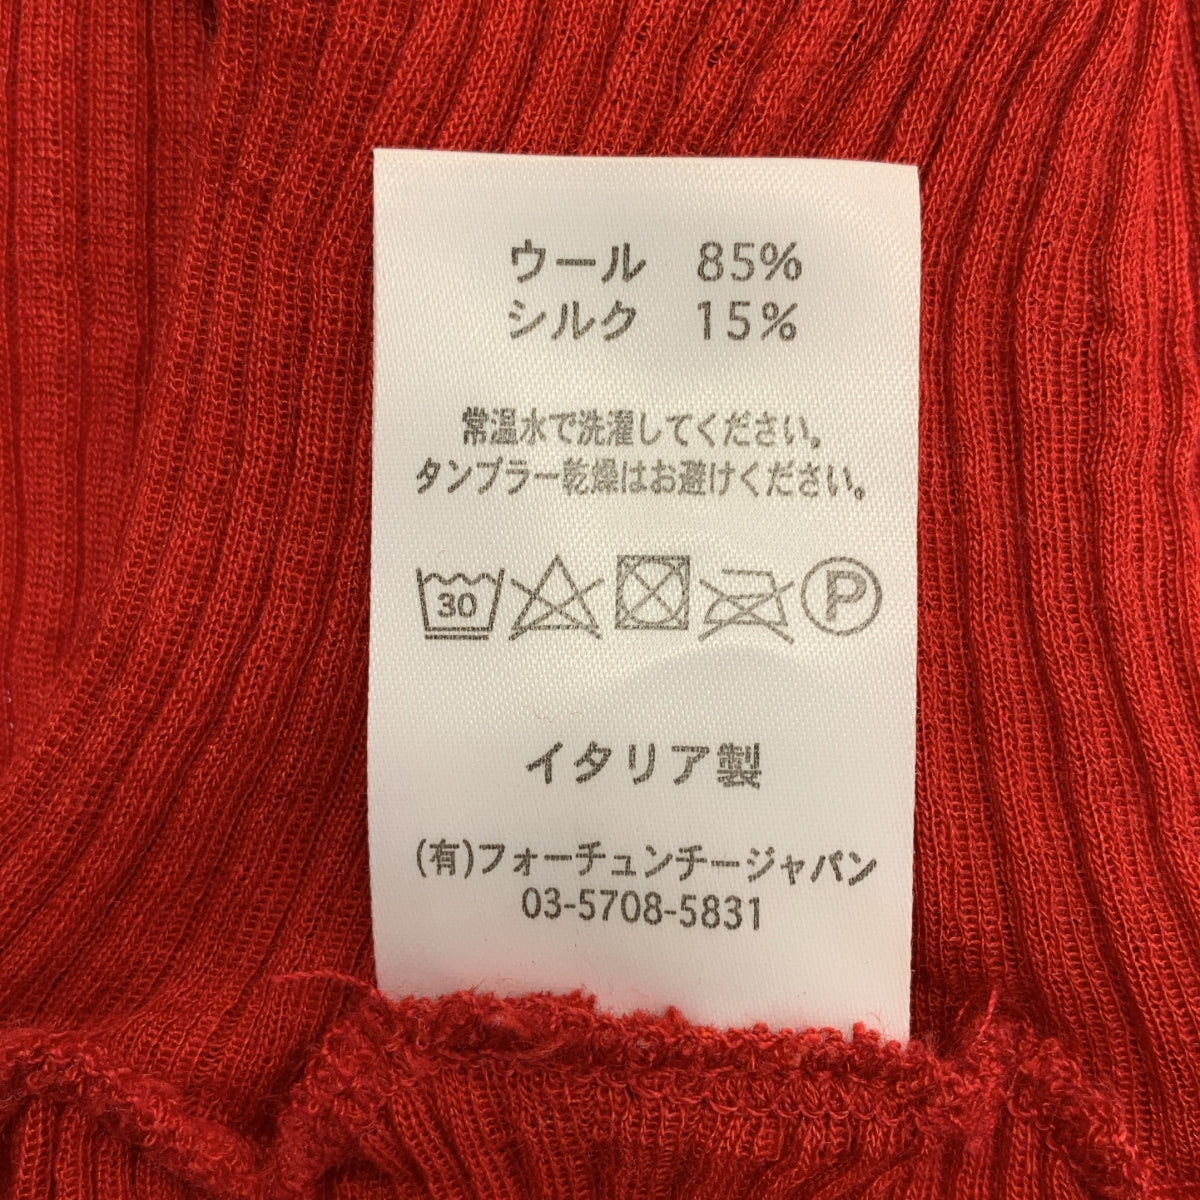 ウール 85%
シルク 15%
常温水で洗濯してください。
タンブラー乾燥はお避けください。
30 P
イタリア製
(有)フォーチュンチージャパン
03-5708-5831